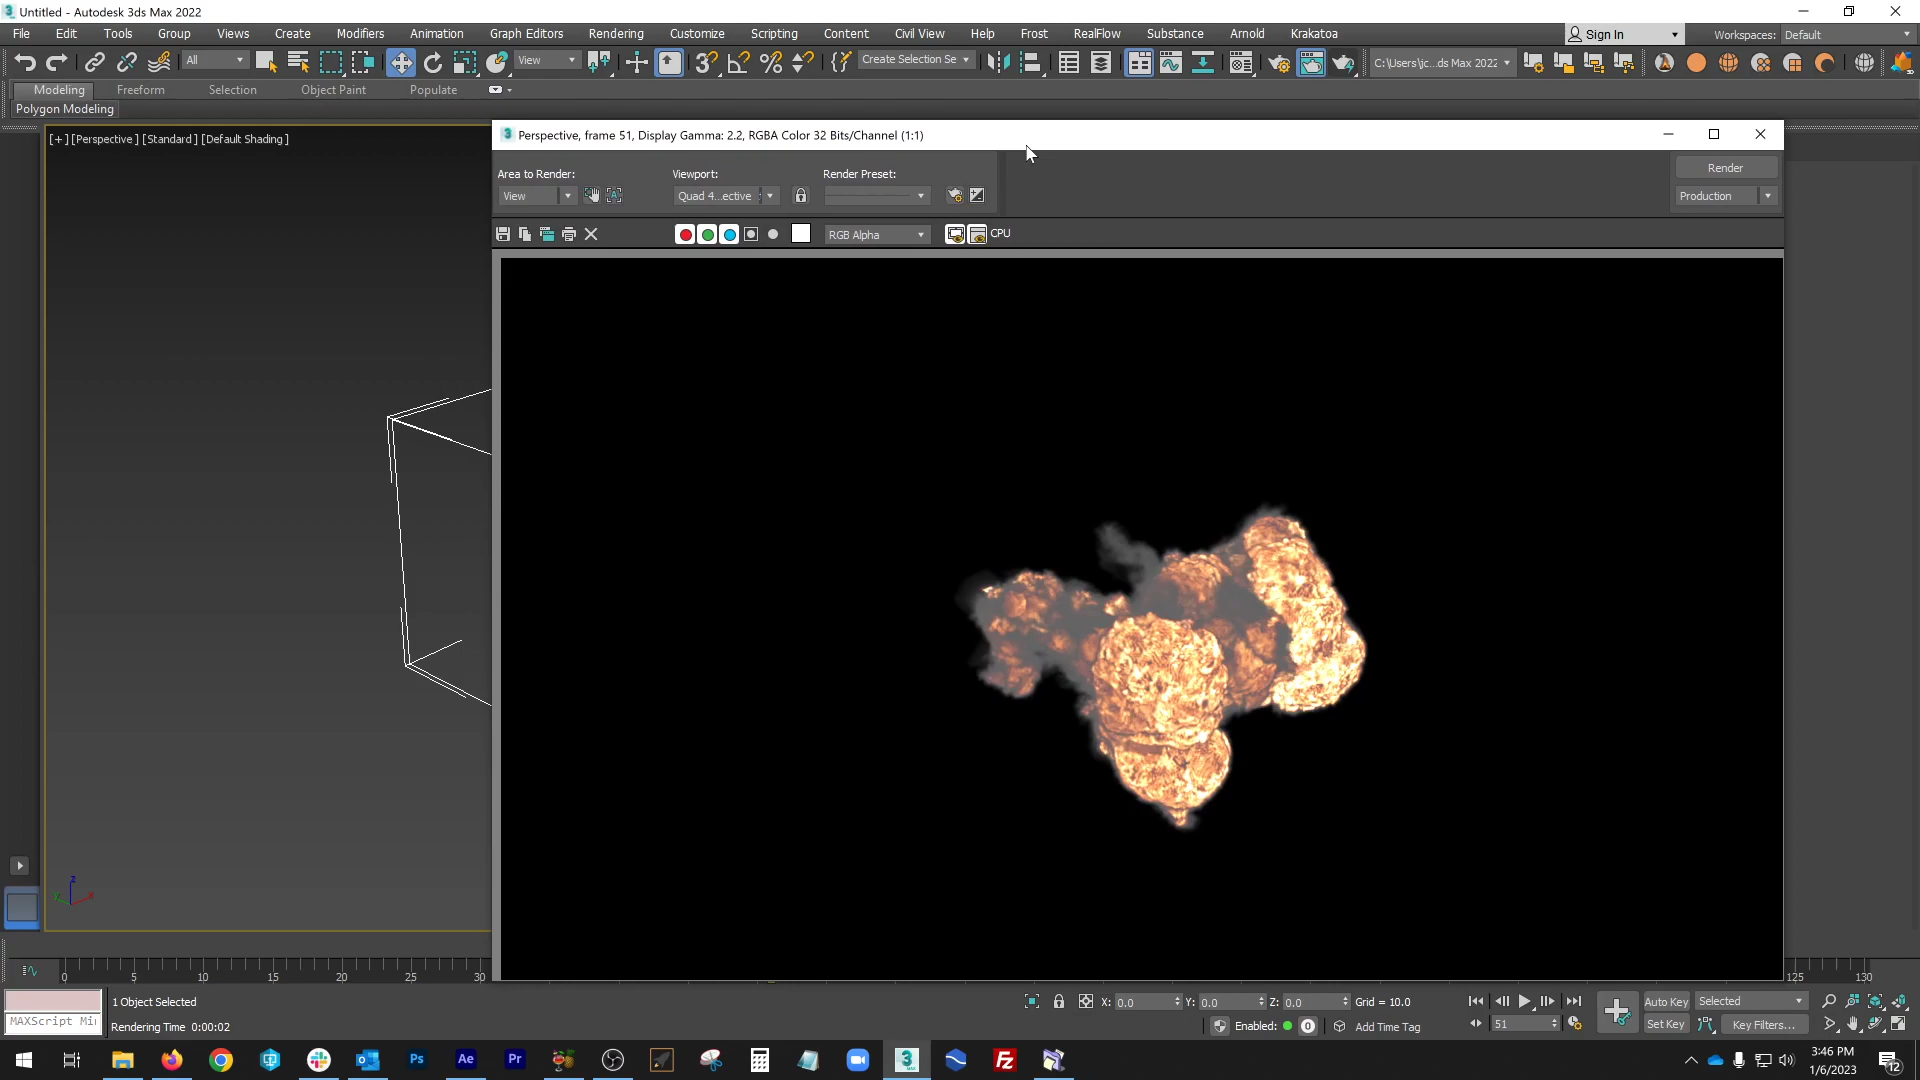 Untitled - Autodesk 3ds Max 2022
File Edit Tools Group Views Create Modifiers Animation Graph Editors Rendering Customize Scripting Civil View Content Help Frost RealFlow Substance Arnold Krakatoa
Sign In Workspaces: Default
All View Create Selection Se C:\Users\jc...ds Max 2022
Modeling Freeform Selection Object Paint Populate
Polygon Modeling
[+] [Perspective] [Standard] [Default Shading]
Perspective, frame 51, Display Gamma: 2.2, RGBA Color 32 Bits/Channel (1:1)
Area to Render: Viewport: Render Preset: Render
View Quad 4...ective Production
RGB Alpha CPU
z
x
y
0 5 10 15 20 25 30 125 130
1 Object Selected X: 0.0 Y: 0.0 Z: 0.0 Grid = 10.0 Auto Key Selected
MAXScript Mi Rendering Time 0:00:02 Enabled: 0 Add Time Tag 51 Set Key Key Filters...
Ps Ae Pr 3 MAX Fz
3:46 PM
1/6/2023
12